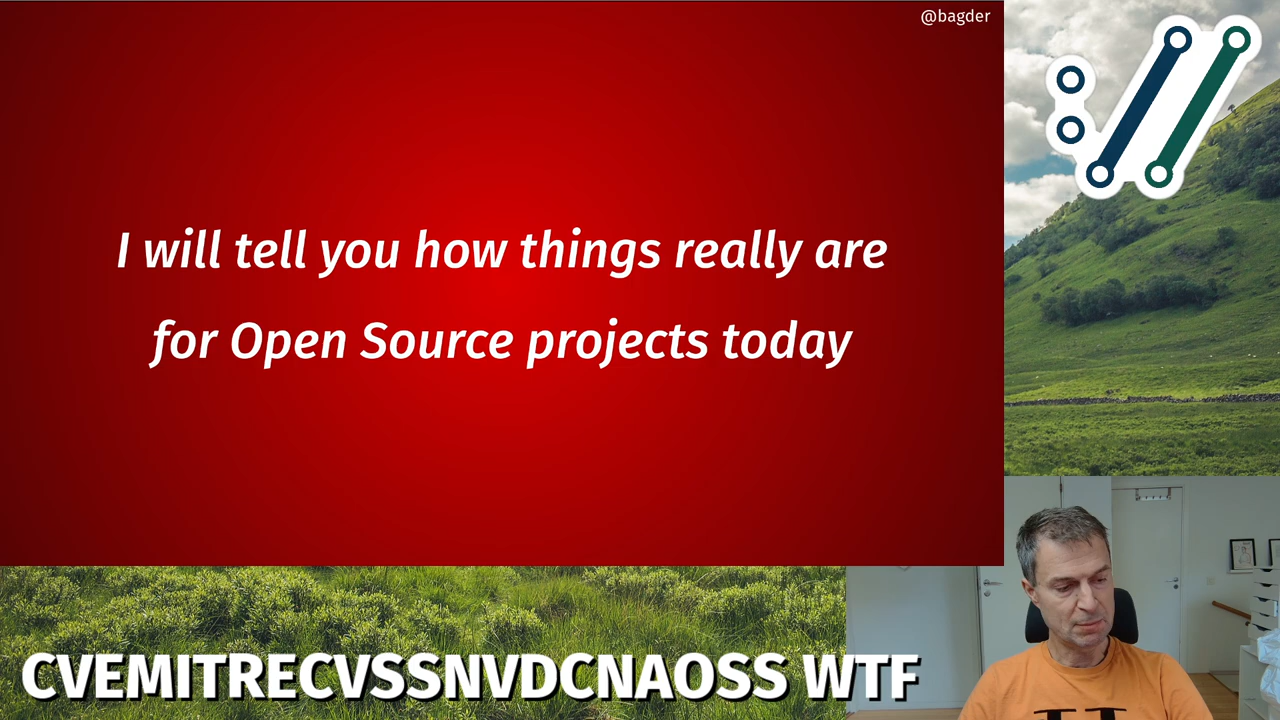 @bagder
I will tell you how things really are
for Open Source projects today
CVEMITRECVSSNVDCNAOSS WTF